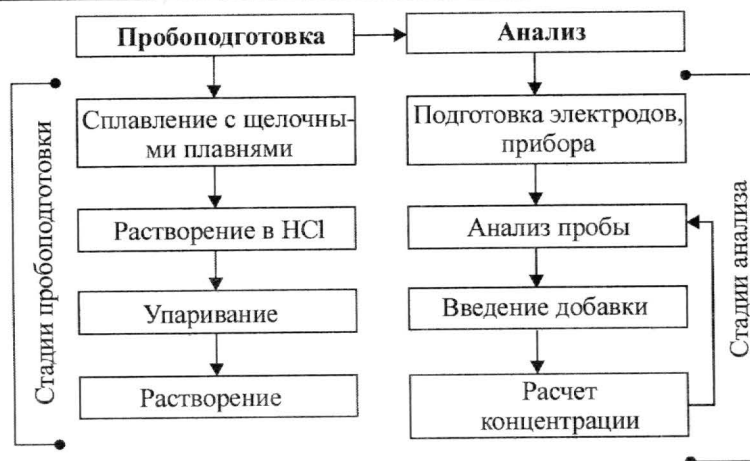 Пробоподготовка
Анализ
Стадии пробоподготовки
Сплавление с щелочны-
ми плавнями
Растворение в HCl
Упаривание
Растворение
Подготовка электродов,
прибора
Анализ пробы
Введение добавки
Расчет
концентрации
Стадии анализа